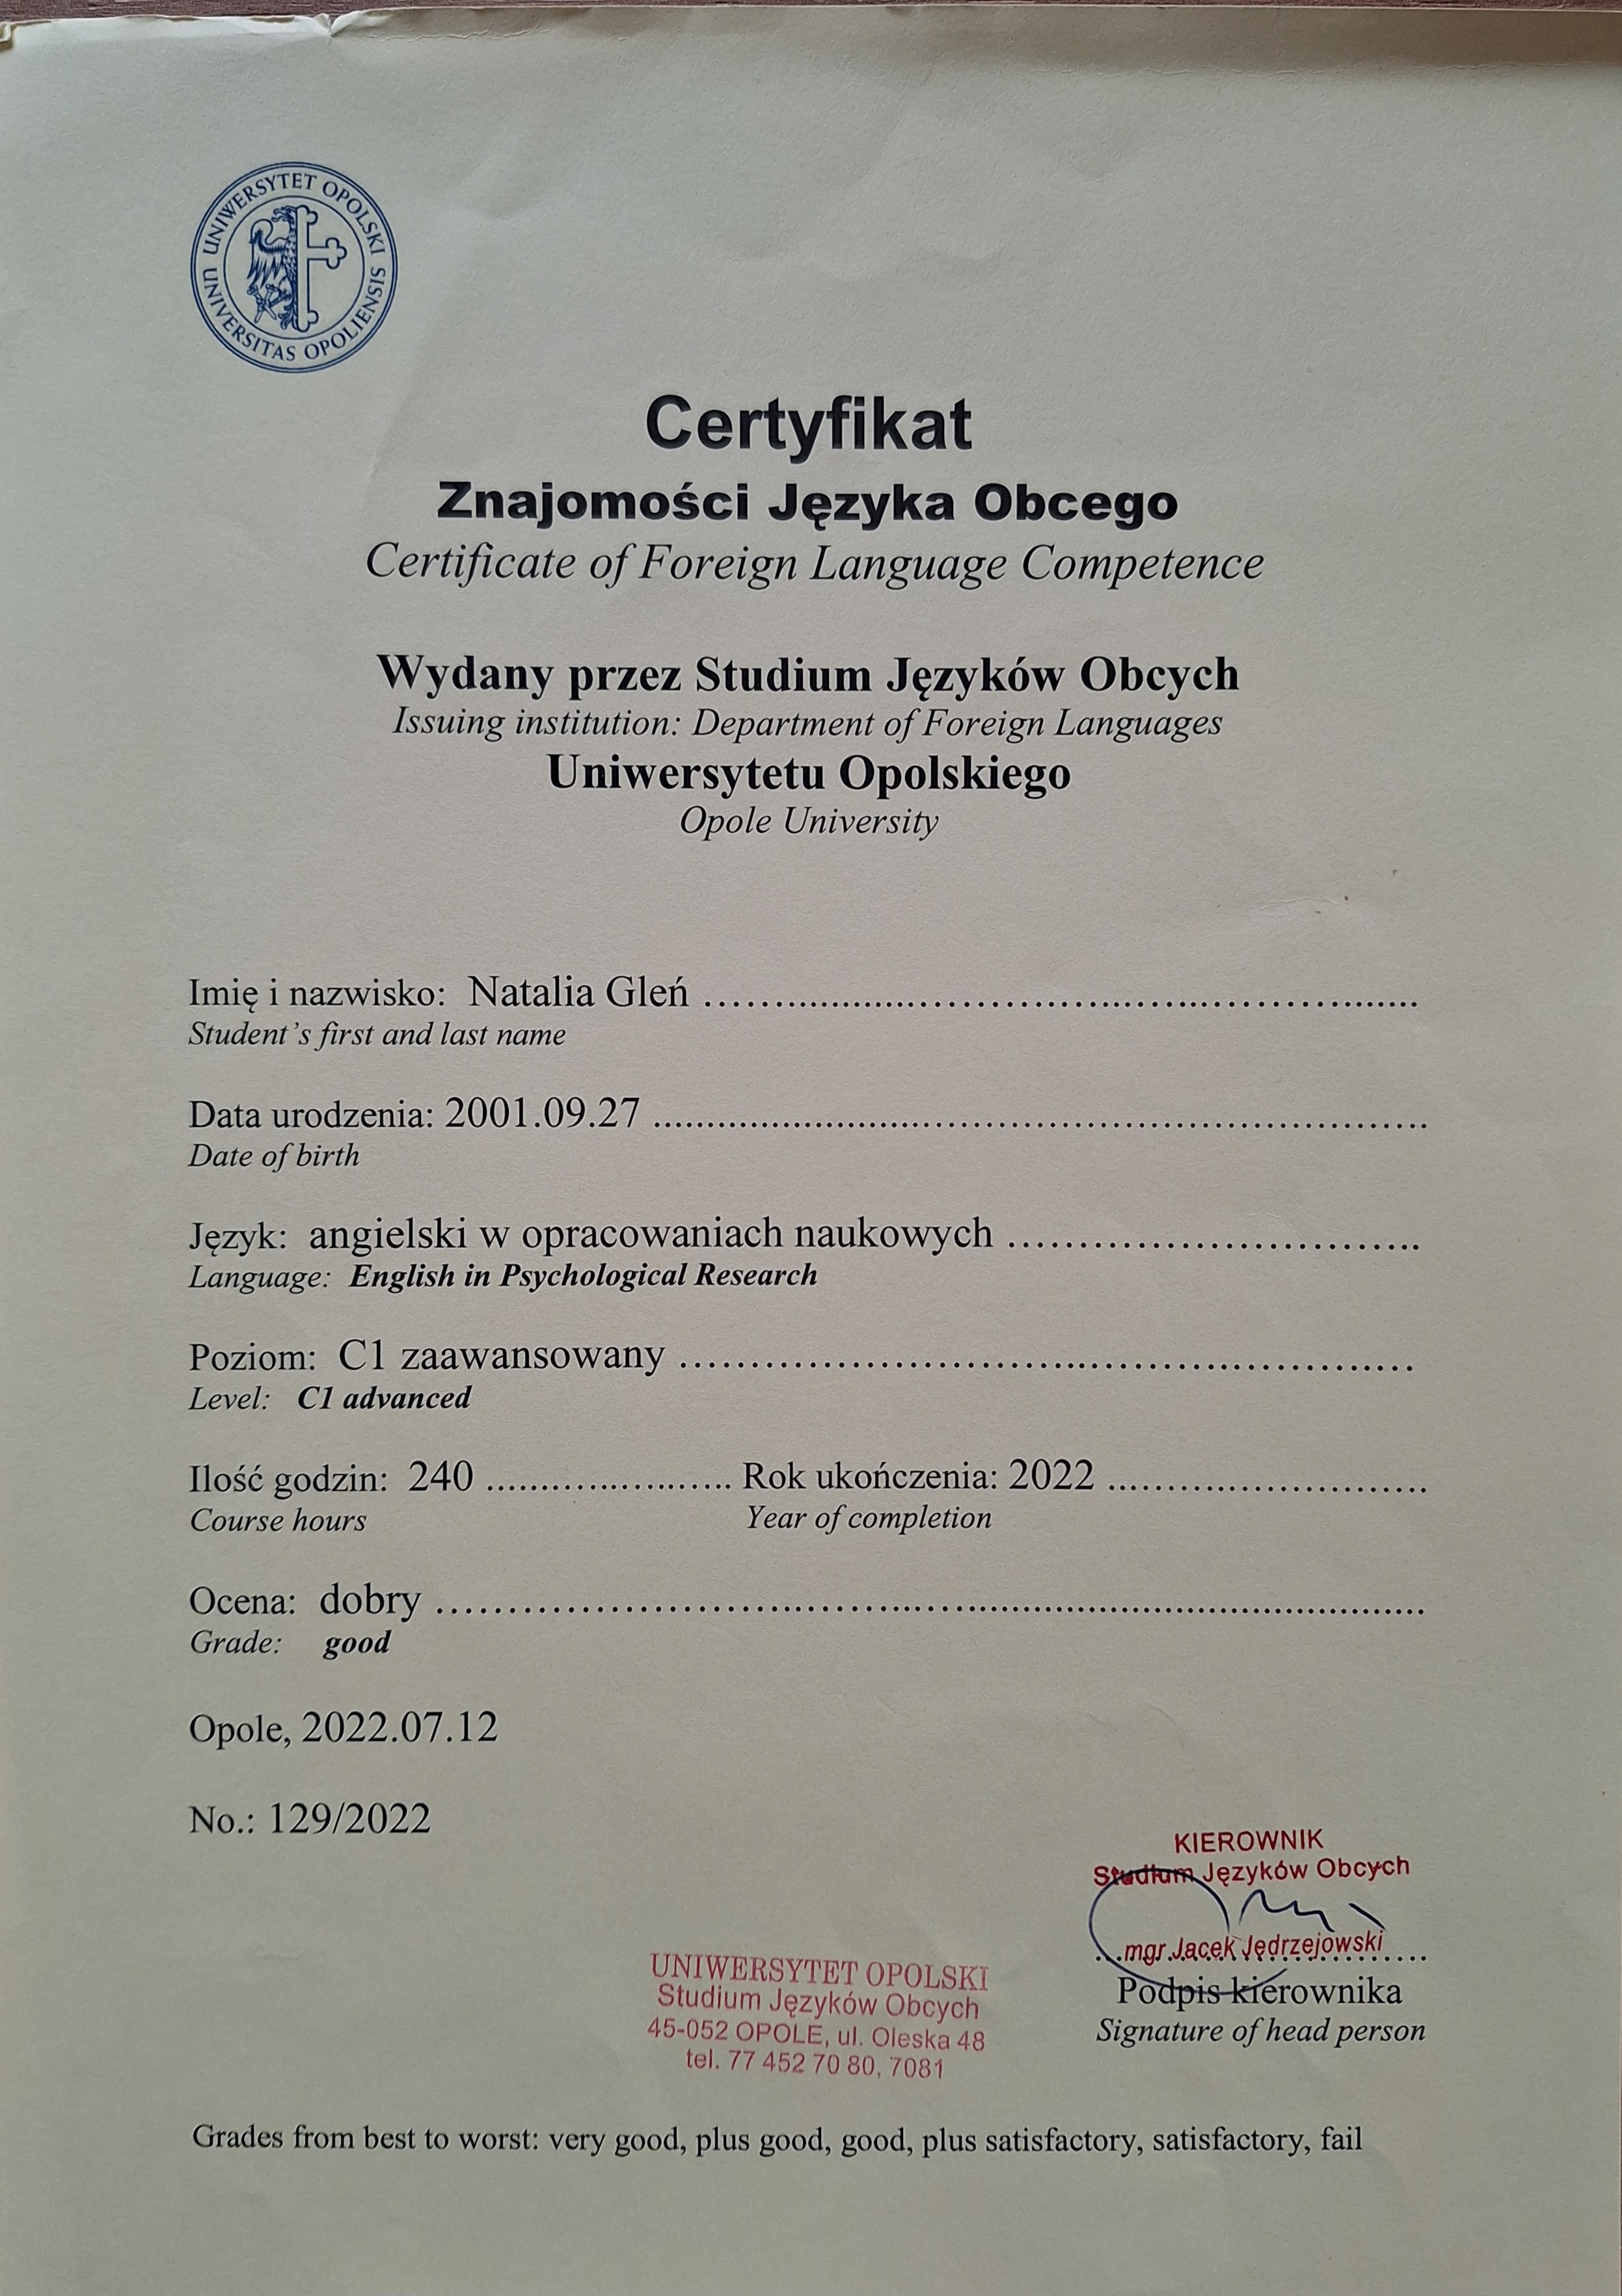 UNIWERSYTET OPOLSKI
UNIVERSITAS OPOLIENSIS
Certyfikat
Znajomości Języka Obcego
Certificate of Foreign Language Competence
Wydany przez Studium Języków Obcych
Issuing institution: Department of Foreign Languages
Uniwersytetu Opolskiego
Opole University
Imię i nazwisko: Natalia Gleń ................................................
Student's first and last name
Data urodzenia: 2001.09.27 ................................................
Date of birth
Język: angielski w opracowaniach naukowych ................................
Language: English in Psychological Research
Poziom: C1 zaawansowany ................................................
Level: C1 advanced
Ilość godzin: 240 ........................ Rok ukończenia: 2022 ........................
Course hours Year of completion
Ocena: dobry ................................................
Grade: good
Opole, 2022.07.12
No.: 129/2022
KIEROWNIK
Studium Języków Obcych
mgr Jacek Jędrzejowski
Podpis kierownika
Signature of head person
UNIWERSYTET OPOLSKI
Studium Języków Obcych
45-052 OPOLE, ul. Oleska 48
tel. 77 452 70 80, 7081
Grades from best to worst: very good, plus good, good, plus satisfactory, satisfactory, fail